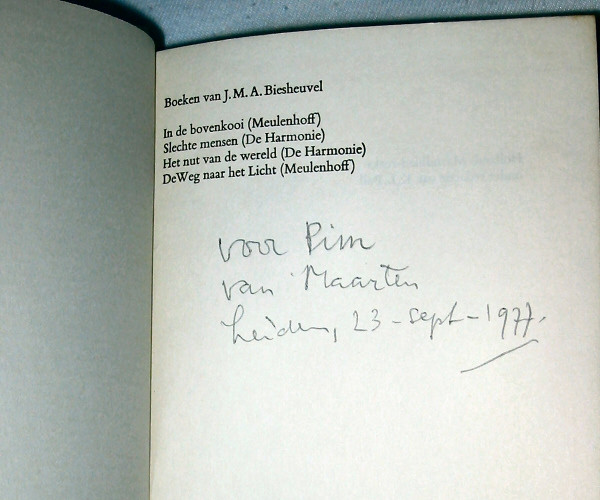 Boeken van J. M. A. Biesheuvel
In de bovenkooi (Meulenhoff)
Slechte mensen (De Harmonie)
Het nut van de wereld (De Harmonie)
DeWeg naar het Licht (Meulenhoff)
voor Pim
van Maarten
Leiden, 23-sept-1977.